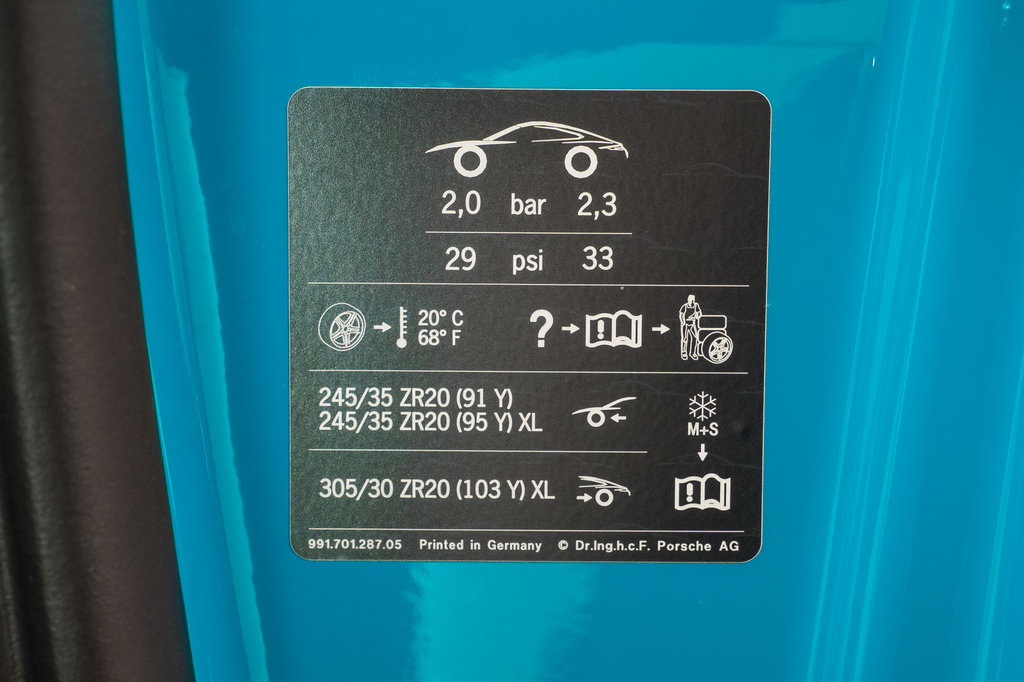 2,0 bar 2,3
29 psi 33
20° C
68° F
?
245/35 ZR20 (91 Y)
245/35 ZR20 (95 Y) XL
M+S
305/30 ZR20 (103 Y) XL
991.701.287.05 Printed in Germany © Dr.Ing.h.c.F. Porsche AG